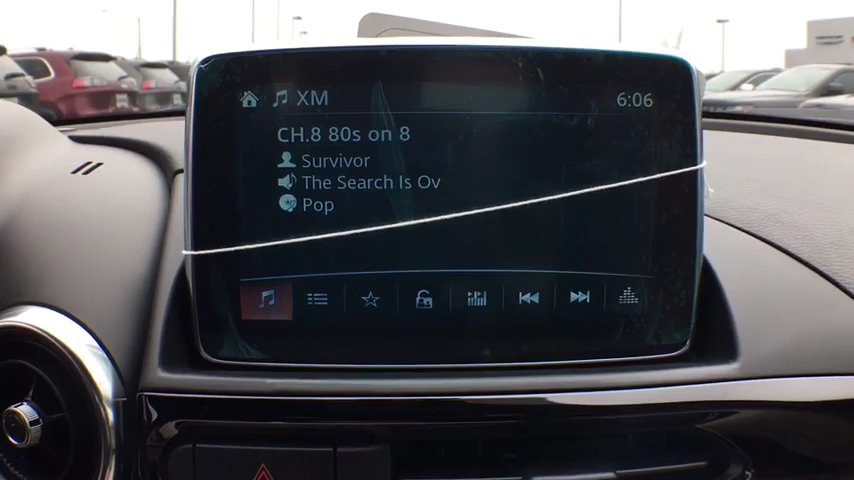 XM
6:06
CH.8 80s on 8
Survivor
The Search Is Ov
Pop